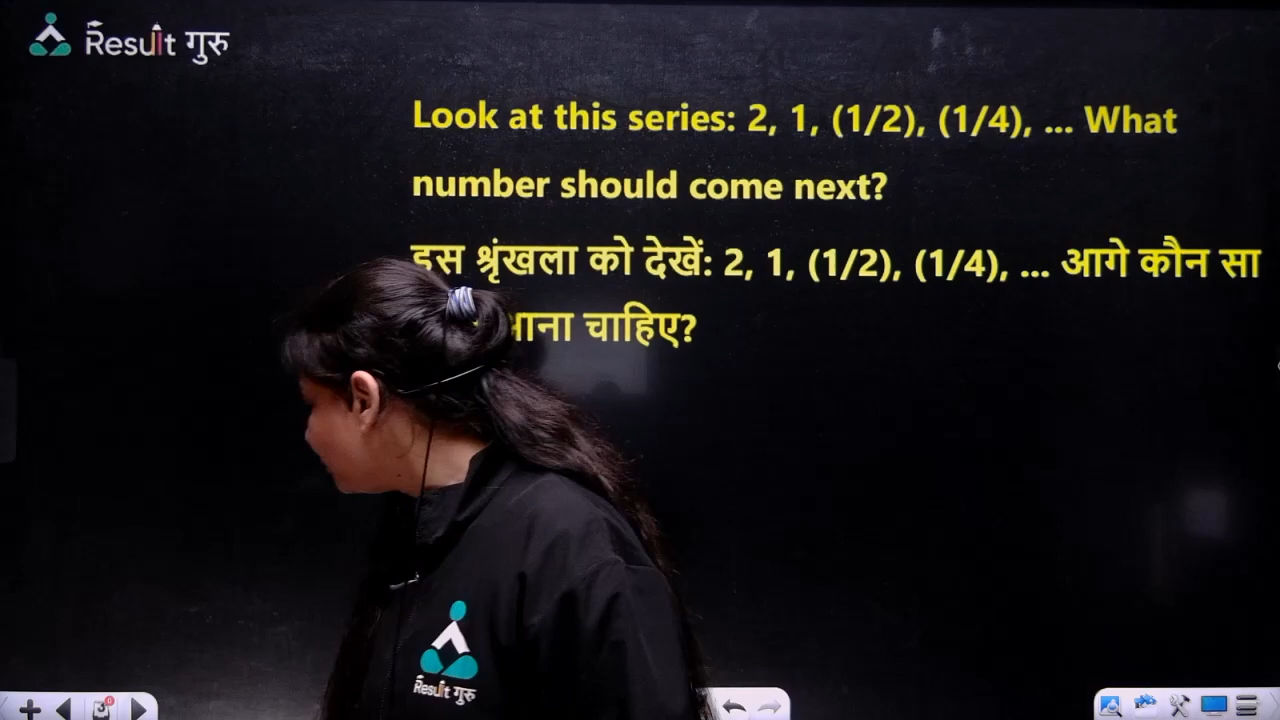 Result गुरु
Look at this series: 2, 1, (1/2), (1/4), ... What
number should come next?
इस श्रृंखला को देखें: 2, 1, (1/2), (1/4), ... आगे कौन सा
आना चाहिए?
Result गुरु